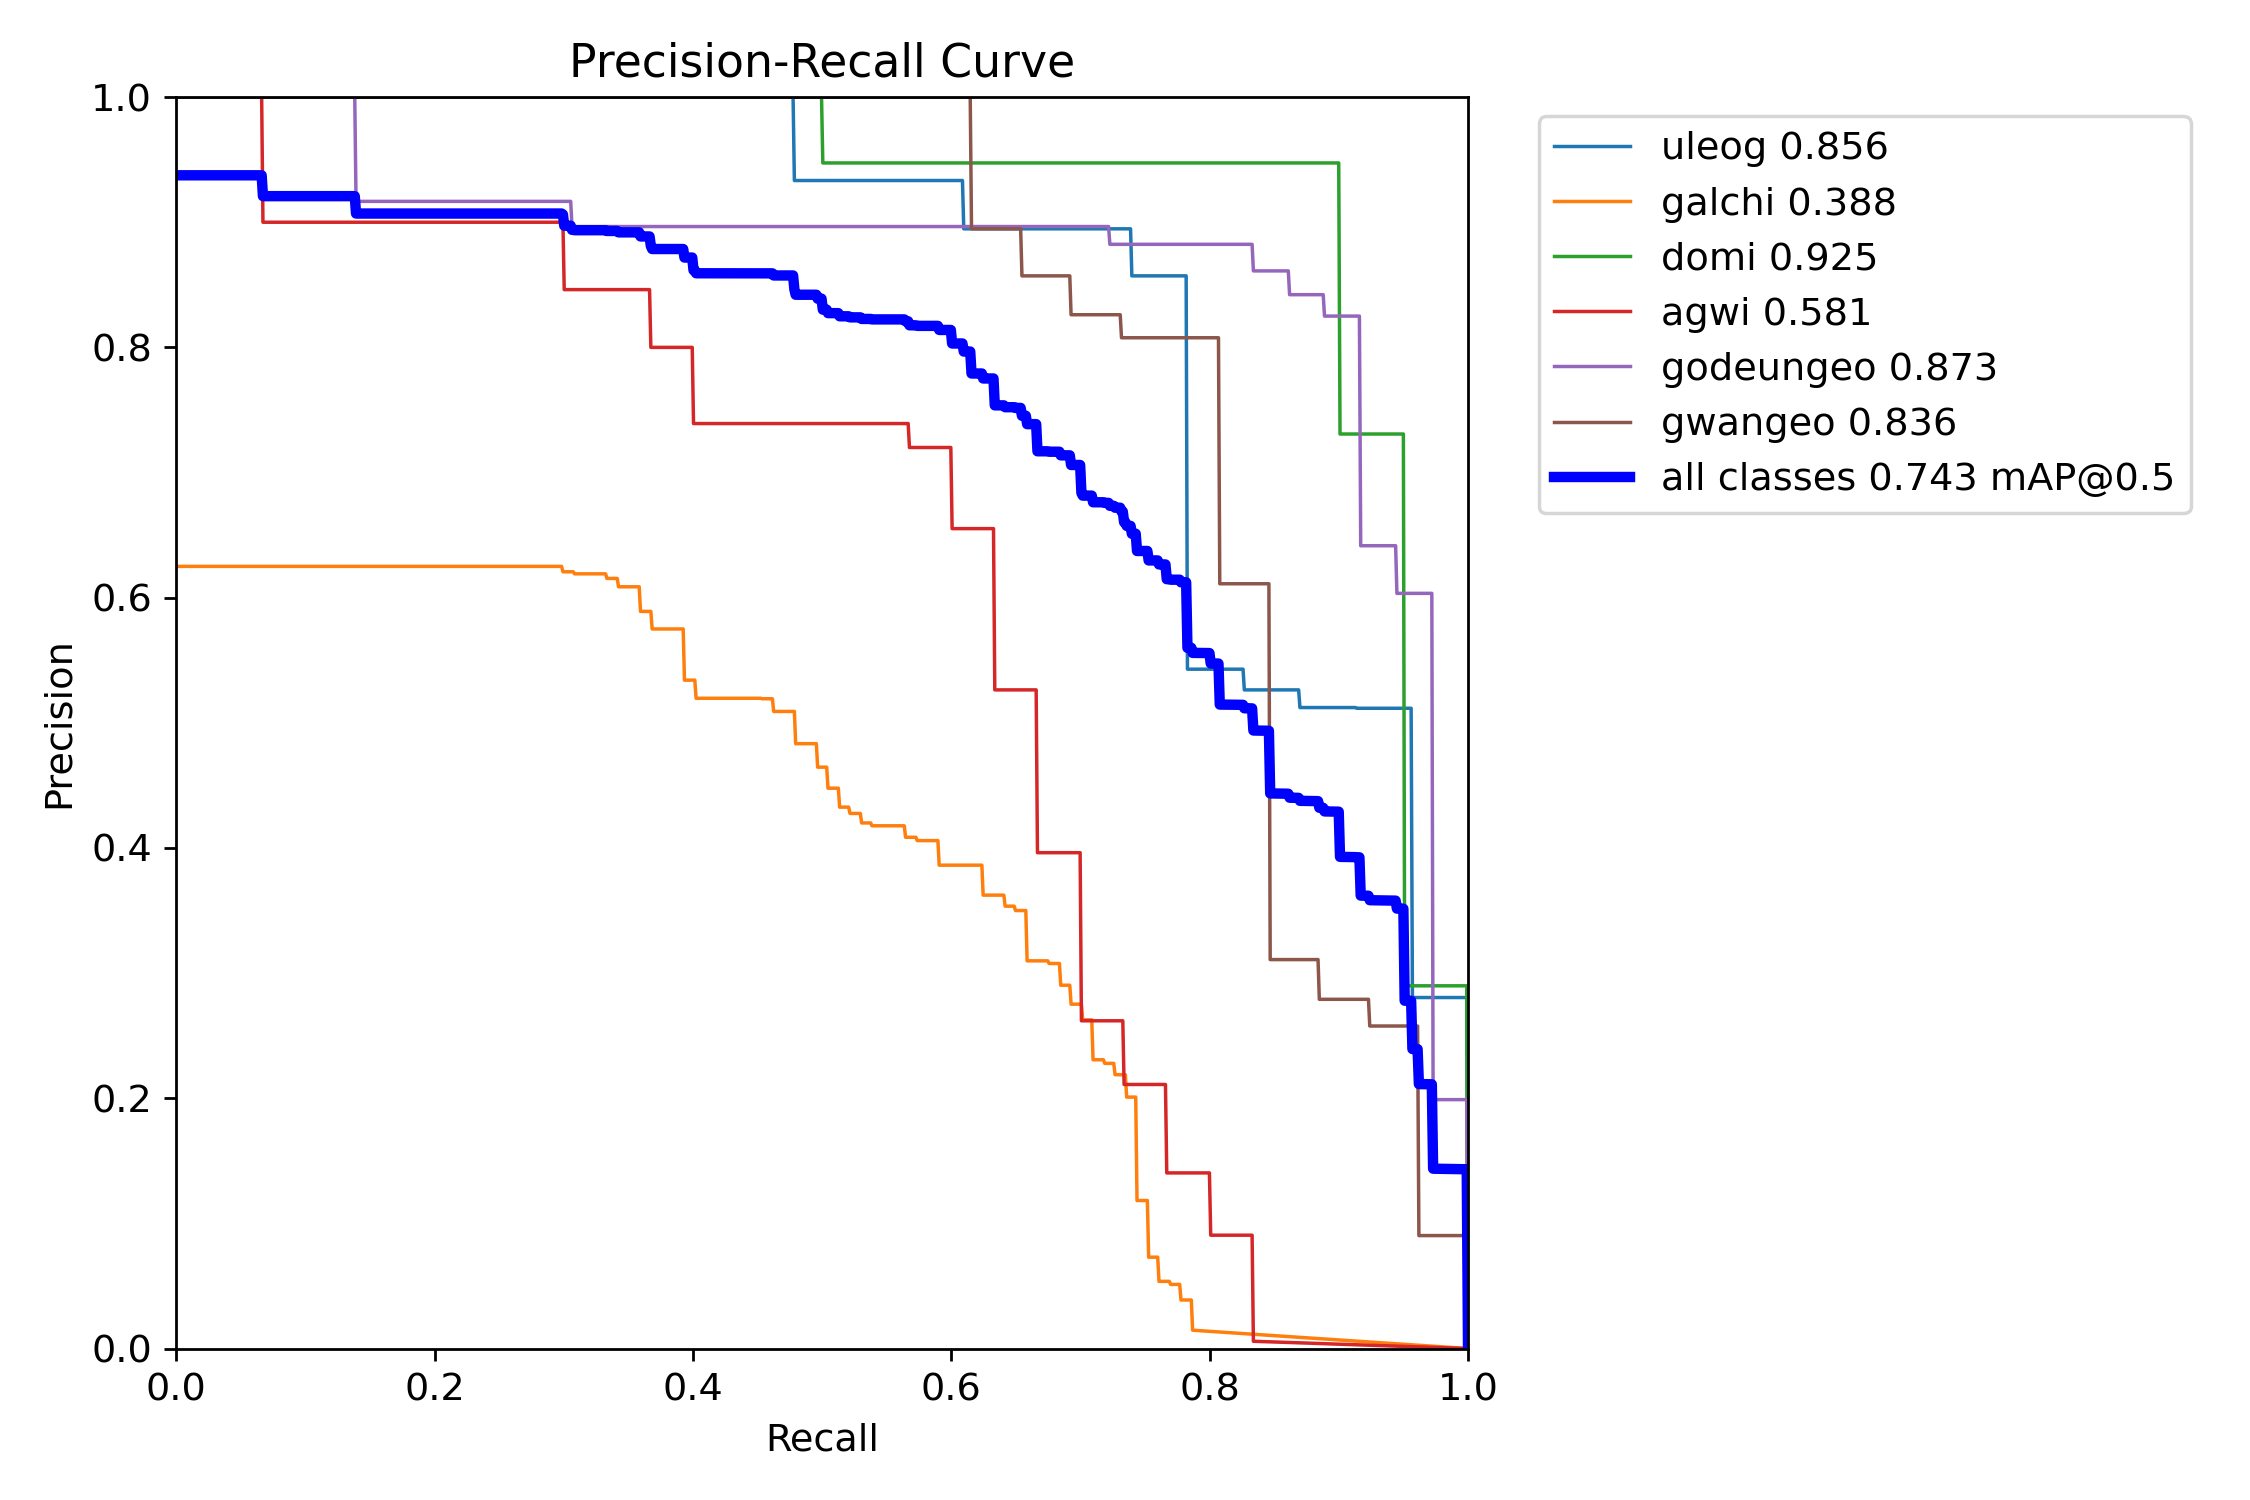 Precision-Recall Curve
1.0
0.8
0.6
0.4
0.2
0.0
Precision
0.0 0.2 0.4 0.6 0.8 1.0
Recall
uleog 0.856
galchi 0.388
domi 0.925
agwi 0.581
godeungeo 0.873
gwangeo 0.836
all classes 0.743 mAP@0.5